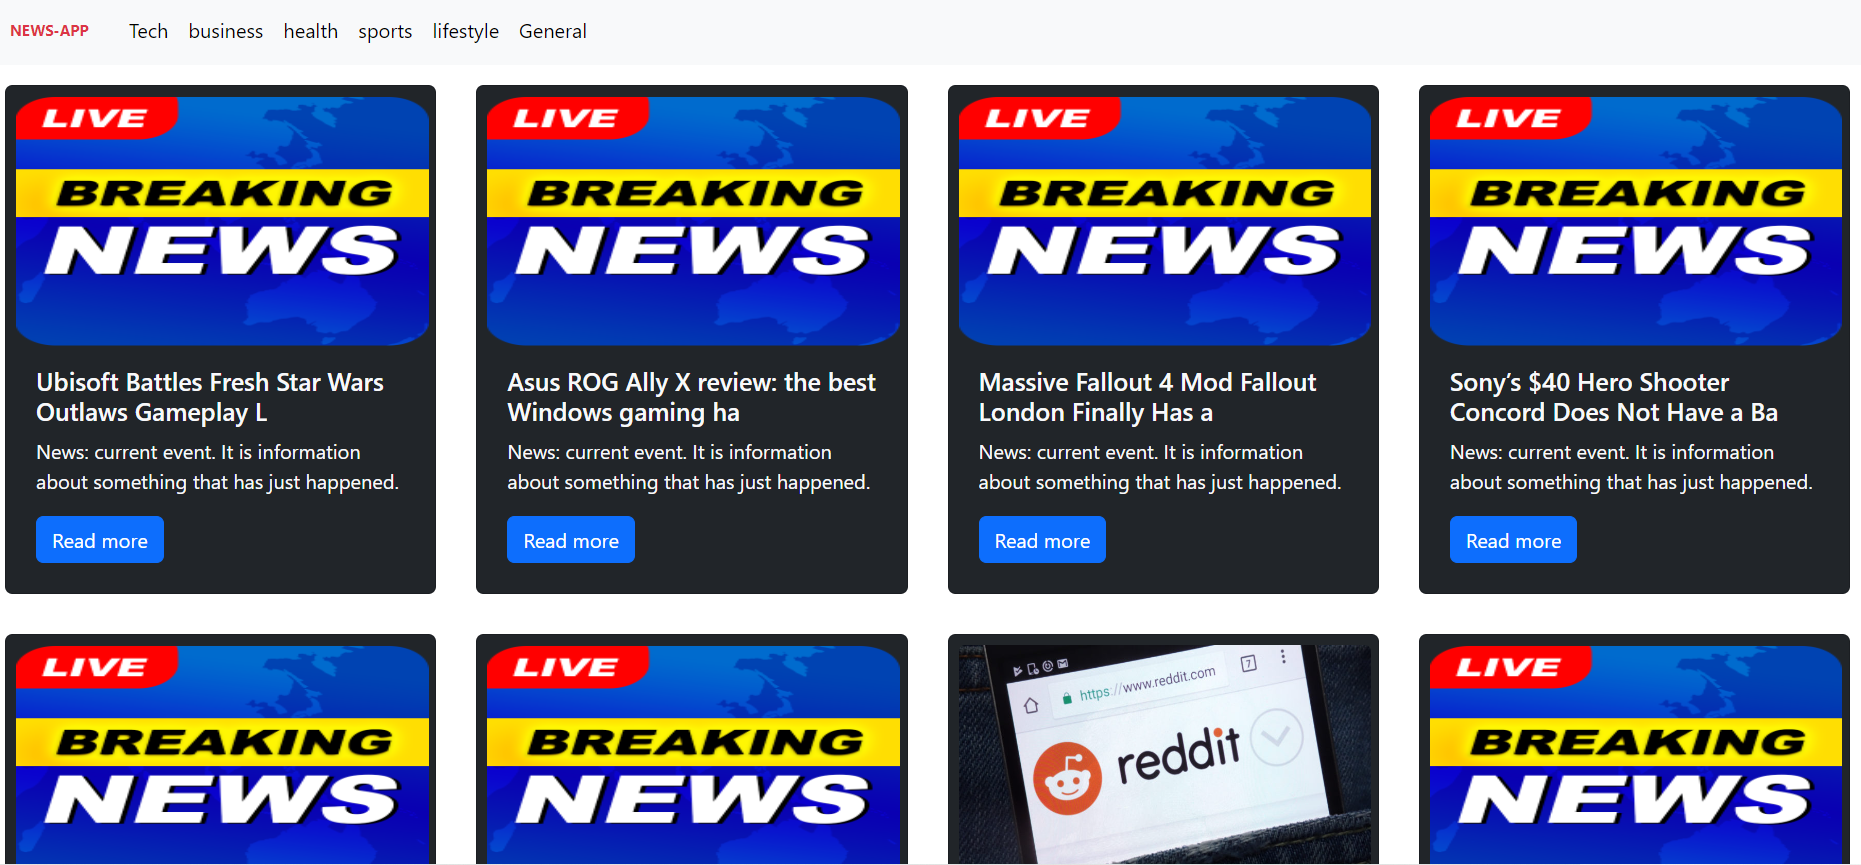 NEWS-APP Tech business health sports lifestyle General
LIVE
BREAKING
NEWS
Ubisoft Battles Fresh Star Wars
Outlaws Gameplay L
News: current event. It is information
about something that has just happened.
Read more
LIVE
BREAKING
NEWS
Asus ROG Ally X review: the best
Windows gaming ha
News: current event. It is information
about something that has just happened.
Read more
LIVE
BREAKING
NEWS
Massive Fallout 4 Mod Fallout
London Finally Has a
News: current event. It is information
about something that has just happened.
Read more
LIVE
BREAKING
NEWS
Sony’s $40 Hero Shooter
Concord Does Not Have a Ba
News: current event. It is information
about something that has just happened.
Read more
LIVE
BREAKING
NEWS
LIVE
BREAKING
NEWS
https://www.reddit.com 7
reddit
LIVE
BREAKING
NEWS